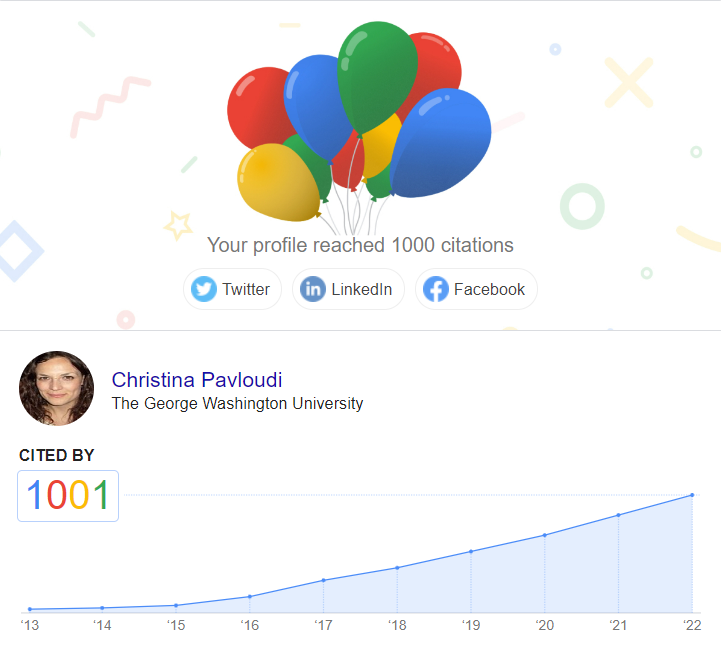 Your profile reached 1000 citations
Twitter
LinkedIn
Facebook
Christina Pavloudi
The George Washington University
CITED BY
1001
‘13 ‘14 ‘15 ‘16 ‘17 ‘18 ‘19 ‘20 ‘21 ‘22